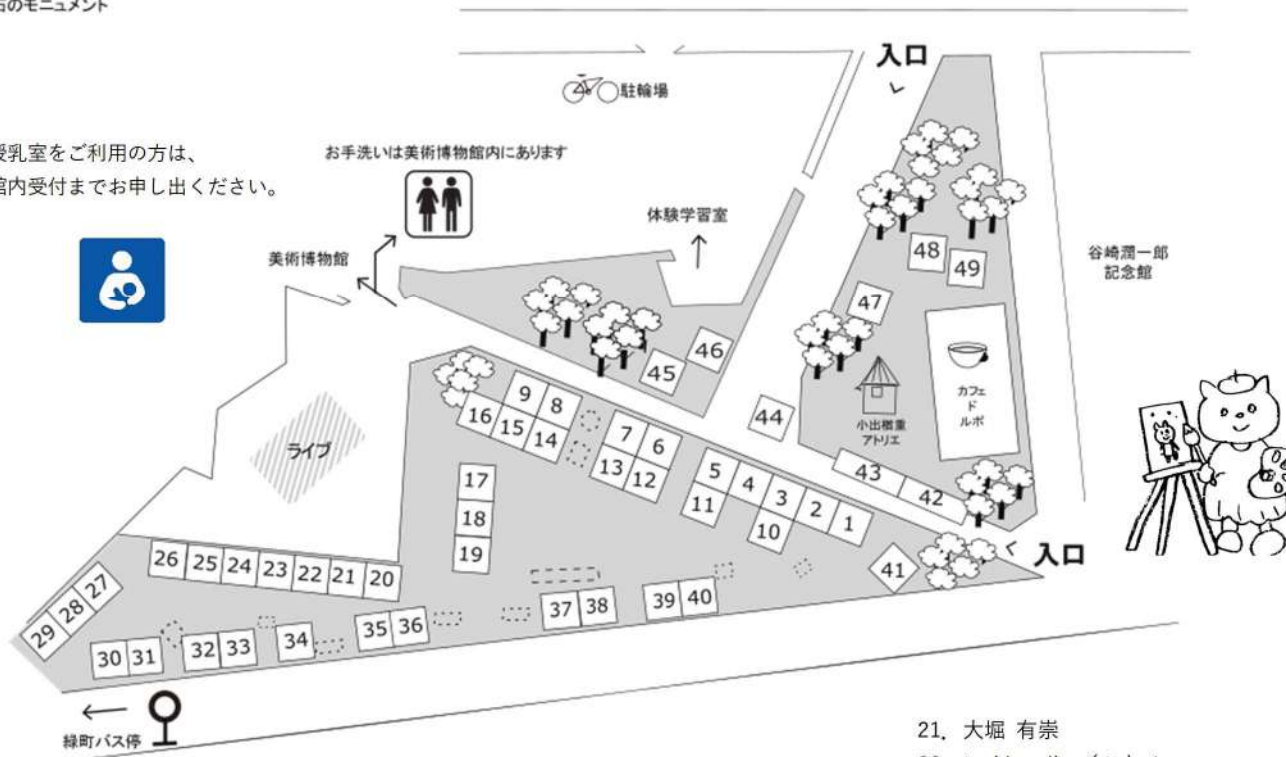 のモニュメント
入口
駐輪場
乳室をご利用の方は、
館内受付までお申し出ください。
お手洗いは美術博物館内にあります
体験学習室
美術博物館
谷崎潤一郎
記念館
48
49
47
46
45
44
カフェ
ド
ルポ
小出楢重
アトリエ
ライブ
9 8
16 15 14
7 6
13 12
5 4 3 2 1
11 10
43 42
入口
41
17
18
19
26 25 24 23 22 21 20
29 28 27
30 31 32 33 34 35 36 37 38 39 40
緑町バス停
21. 大堀 有崇